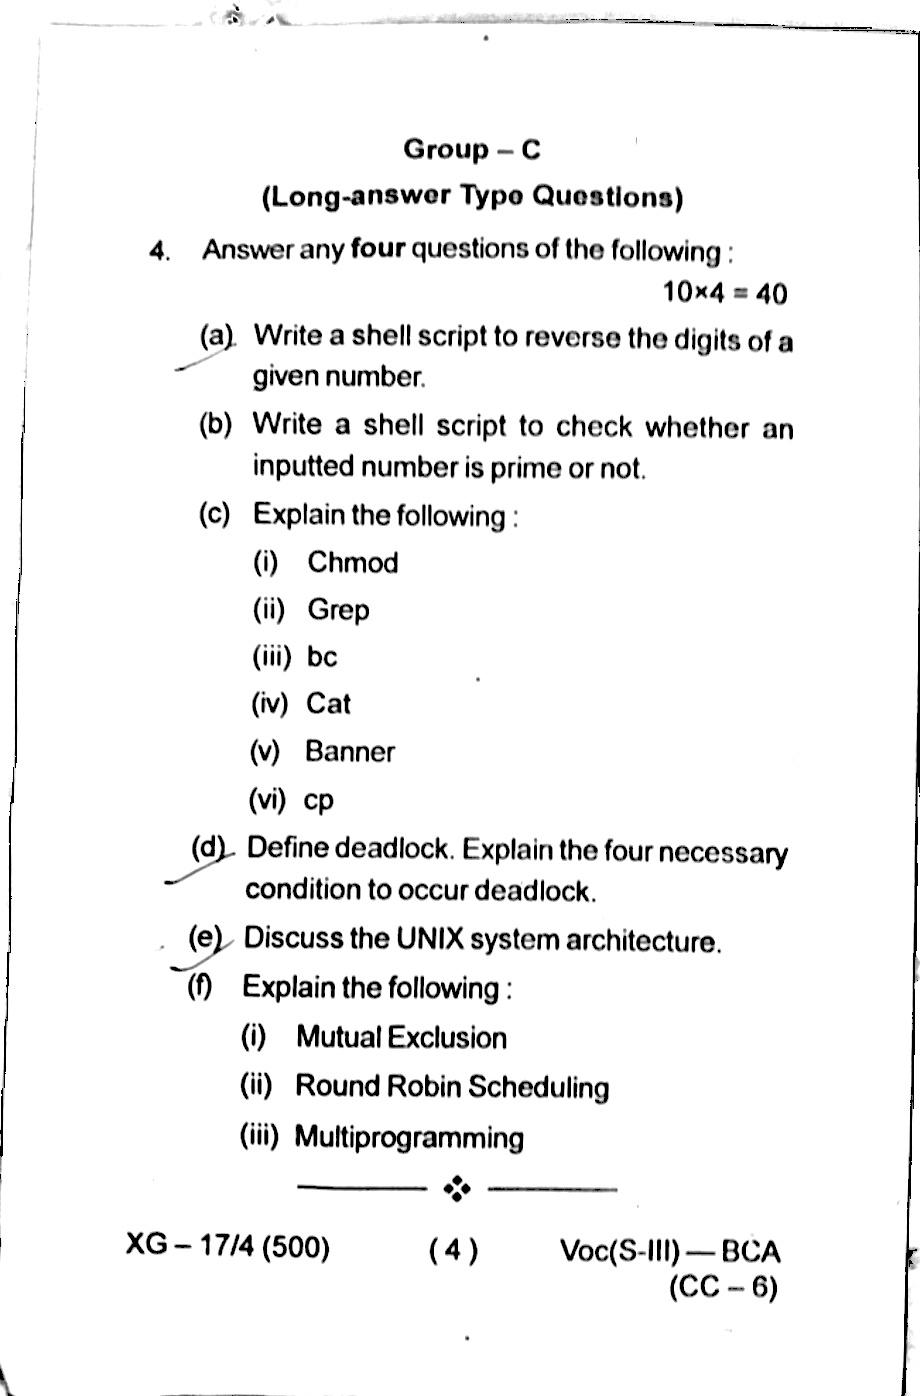 Group – C
(Long-answer Type Questions)
4. Answer any four questions of the following :
10×4 = 40
(a) Write a shell script to reverse the digits of a
given number.
(b) Write a shell script to check whether an
inputted number is prime or not.
(c) Explain the following :
(i) Chmod
(ii) Grep
(iii) bc
(iv) Cat
(v) Banner
(vi) cp
(d) Define deadlock. Explain the four necessary
condition to occur deadlock.
(e) Discuss the UNIX system architecture.
(f) Explain the following :
(i) Mutual Exclusion
(ii) Round Robin Scheduling
(iii) Multiprogramming
XG – 17/4 (500) ( 4 ) Voc(S-III) — BCA
(CC – 6)